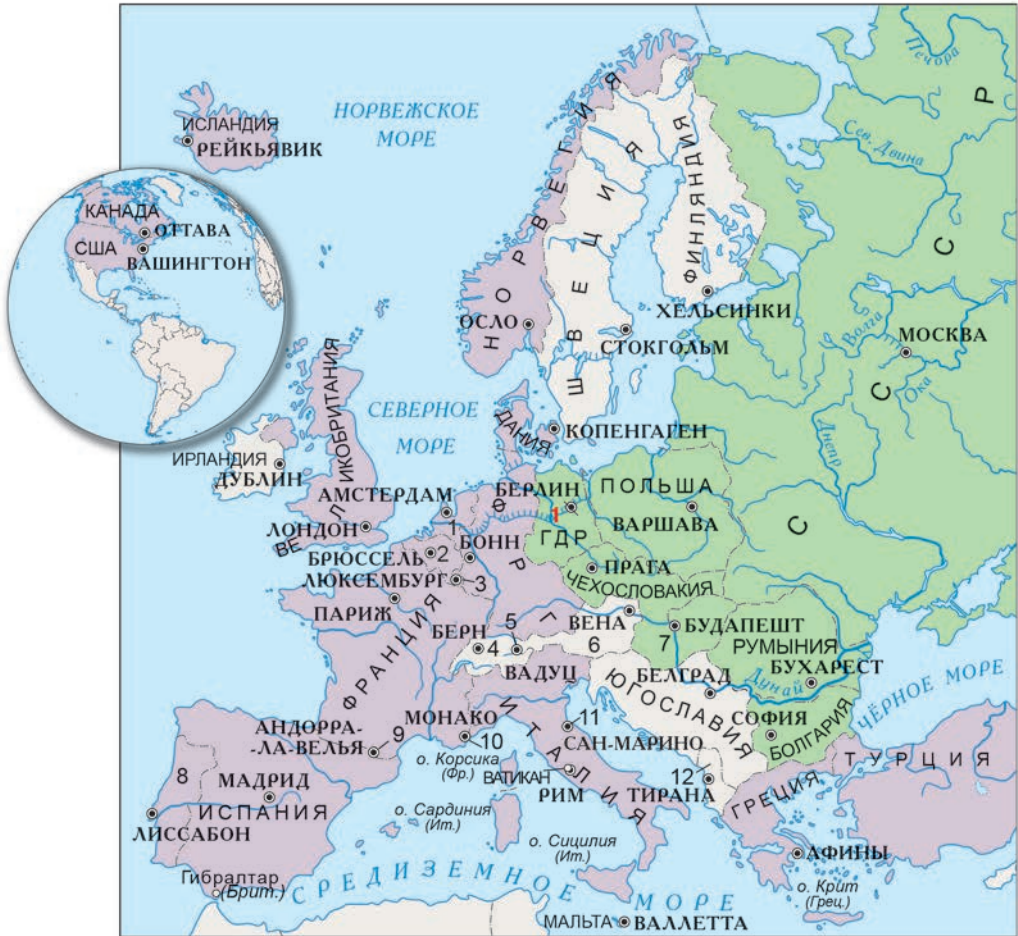 Печора
НОРВЕЖСКОЕ
МОРЕ
ИСЛАНДИЯ
РЕЙКЬЯВИК
Сев. Двина
СССР
КАНАДА
ОТТАВА
США
ВАШИНГТОН
НОРВЕГИЯ
ШВЕЦИЯ
ФИНЛЯНДИЯ
ХЕЛЬСИНКИ
ОСЛО
СТОКГОЛЬМ
Волга
МОСКВА
Ока
Днепр
СЕВЕРНОЕ
МОРЕ
ДАНИЯ
КОПЕНГАГЕН
ВЕЛИКОБРИТАНИЯ
ИРЛАНДИЯ
ДУБЛИН
АМСТЕРДАМ
ЛОНДОН
1
БЕРЛИН
1
ПОЛЬША
ВАРШАВА
ФРГ
ГДР
БОНН
БРЮССЕЛЬ
2
ЛЮКСЕМБУРГ
3
ПРАГА
ЧЕХОСЛОВАКИЯ
ПАРИЖ
ФРАНЦИЯ
БЕРН
4
5
ВАДУЦ
ВЕНА
6
7
БУДАПЕШТ
РУМЫНИЯ
БУХАРЕСТ
БЕЛГРАД
Дунай
ЮГОСЛАВИЯ
СОФИЯ
БОЛГАРИЯ
ЧЁРНОЕ МОРЕ
АНДОРРА-
-ЛА-ВЕЛЬЯ
9
МОНАКО
10
ИТАЛИЯ
11
САН-МАРИНО
о. Корсика
(Фр.)
ВАТИКАН
РИМ
12
ТИРАНА
ГРЕЦИЯ
ТУРЦИЯ
8
МАДРИД
ИСПАНИЯ
ЛИССАБОН
о. Сардиния
(Ит.)
о. Сицилия
(Ит.)
АФИНЫ
о. Крит
(Грец.)
Гибралтар
(Брит.)
СРЕДИЗЕМНОЕ МОРЕ
МАЛЬТА
ВАЛЛЕТТА